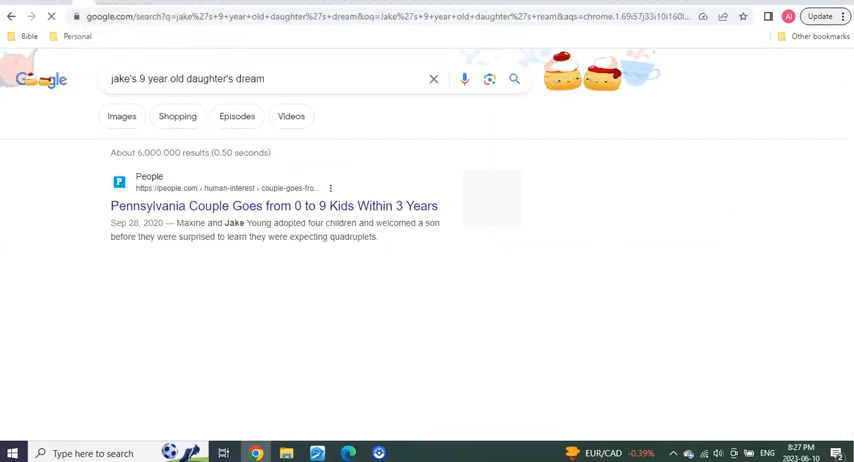 google.com/search?q=jake%27s+9+year+old+daughter%27s+dream&oq=Jake%27s+9+year+old+daughter%27s+ream&aqs=chrome.1.69i57j33i10i160l...
AI
Update
Bible
Personal
Other bookmarks
Google
jake's 9 year old daughter's dream
Images
Shopping
Episodes
Videos
About 6.000.000 results (0.50 seconds)
P
People
https://people.com › human-interest › couple-goes-fro...
Pennsylvania Couple Goes from 0 to 9 Kids Within 3 Years
Sep 28, 2020 — Maxine and Jake Young adopted four children and welcomed a son
before they were surprised to learn they were expecting quadruplets.
Type here to search
EUR/CAD -0.39%
ENG
8:27 PM
2023-06-10
2